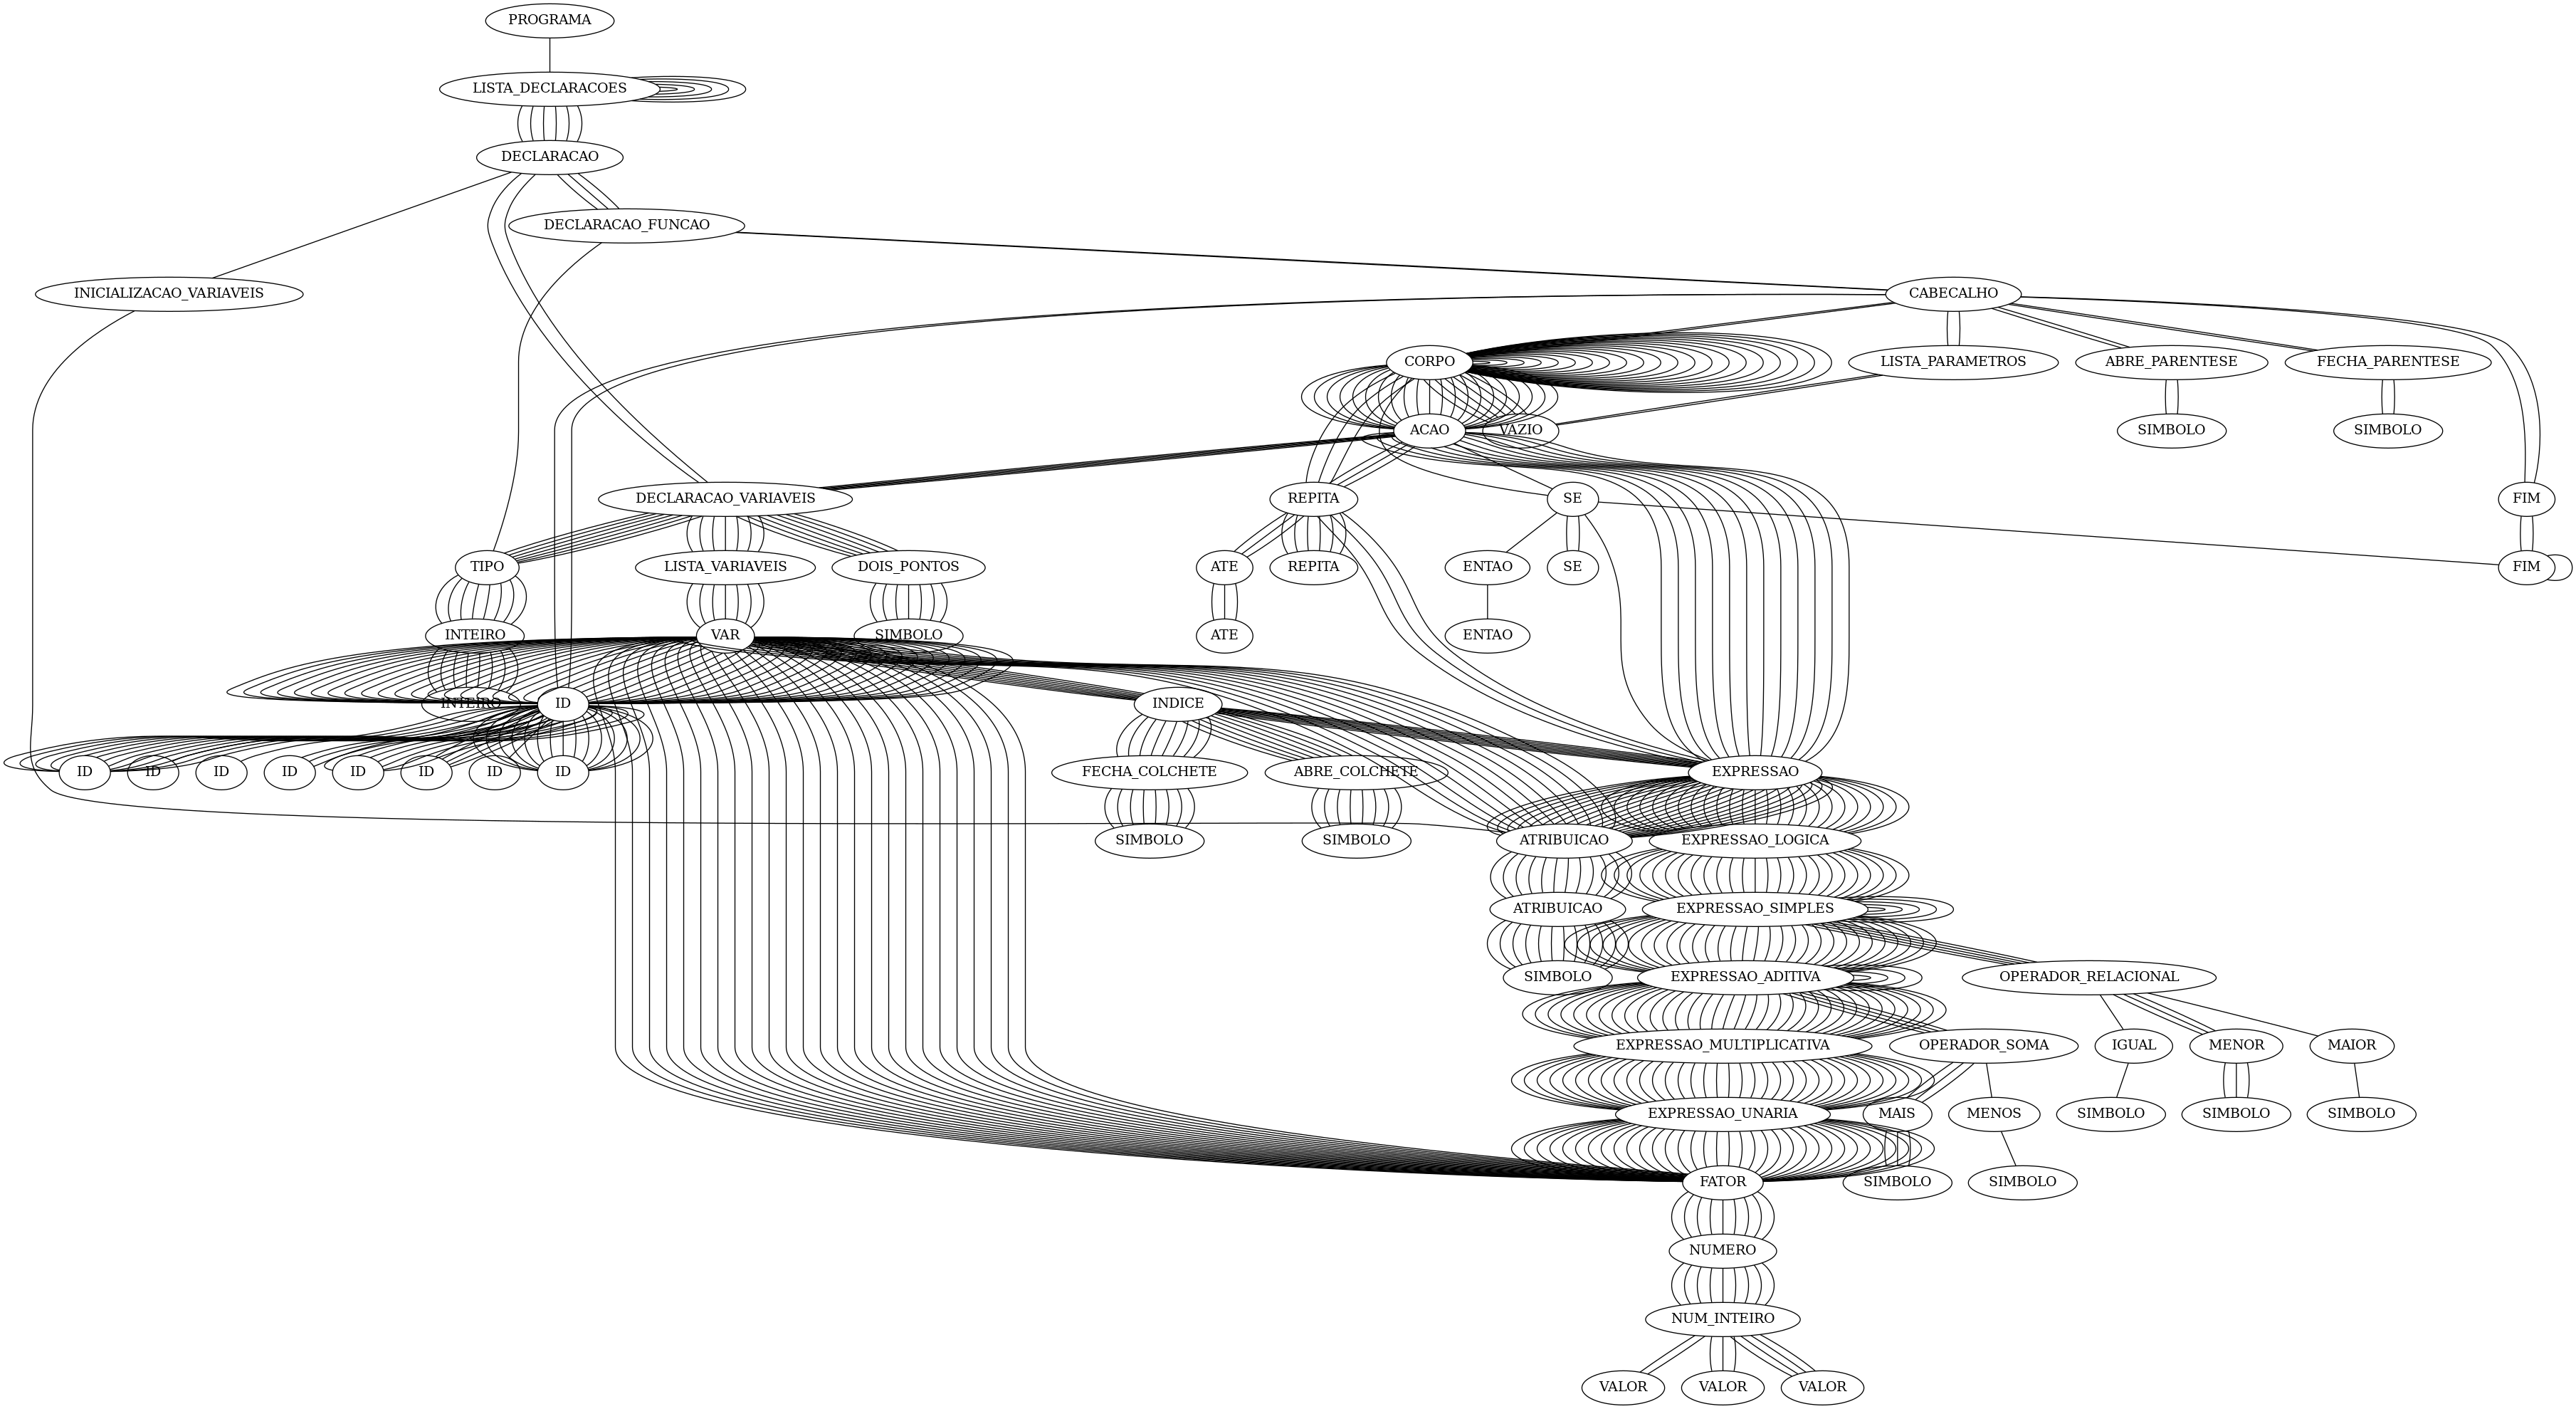 PROGRAMA
LISTA_DECLARACOES
DECLARACAO
DECLARACAO_FUNCAO
INICIALIZACAO_VARIAVEIS
CABECALHO
CORPO
LISTA_PARAMETROS
ABRE_PARENTESE
FECHA_PARENTESE
ACAO
VAZIO
SIMBOLO
SIMBOLO
DECLARACAO_VARIAVEIS
REPITA
SE
FIM
TIPO
LISTA_VARIAVEIS
DOIS_PONTOS
ATE
REPITA
ENTAO
SE
FIM
INTEIRO
VAR
SIMBOLO
ATE
ENTAO
INTEIRO
ID
INDICE
ID
ID
ID
ID
ID
ID
ID
ID
FECHA_COLCHETE
ABRE_COLCHETE
EXPRESSAO
SIMBOLO
SIMBOLO
ATRIBUICAO
EXPRESSAO_LOGICA
ATRIBUICAO
EXPRESSAO_SIMPLES
SIMBOLO
EXPRESSAO_ADITIVA
OPERADOR_RELACIONAL
EXPRESSAO_MULTIPLICATIVA
OPERADOR_SOMA
IGUAL
MENOR
MAIOR
EXPRESSAO_UNARIA
MAIS
MENOS
SIMBOLO
SIMBOLO
SIMBOLO
FATOR
SIMBOLO
SIMBOLO
NUMERO
NUM_INTEIRO
VALOR
VALOR
VALOR